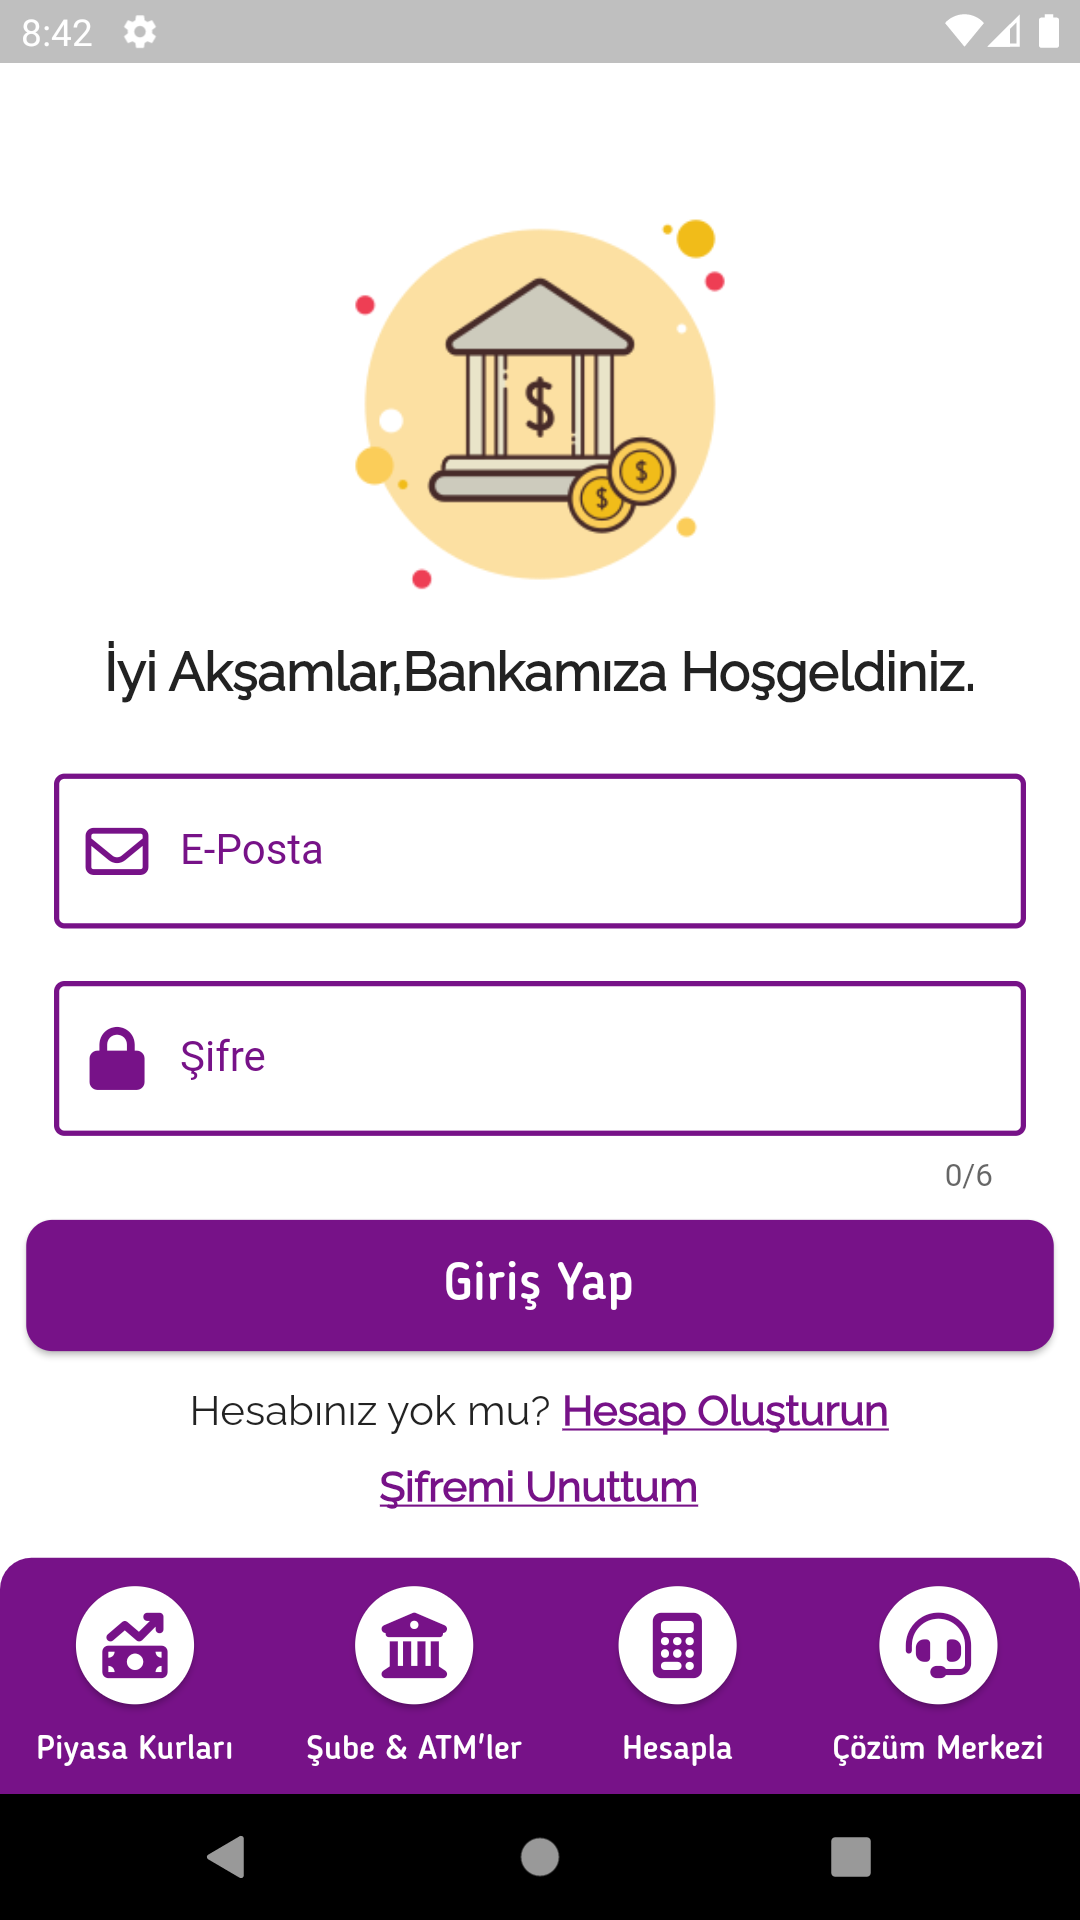 8:42
$
$
$
İyi Akşamlar,Bankamıza Hoşgeldiniz.
E-Posta
Şifre
0/6
Giriş Yap
Hesabınız yok mu? Hesap Oluşturun
Şifremi Unuttum
Piyasa Kurları Şube & ATM'ler Hesapla Çözüm Merkezi